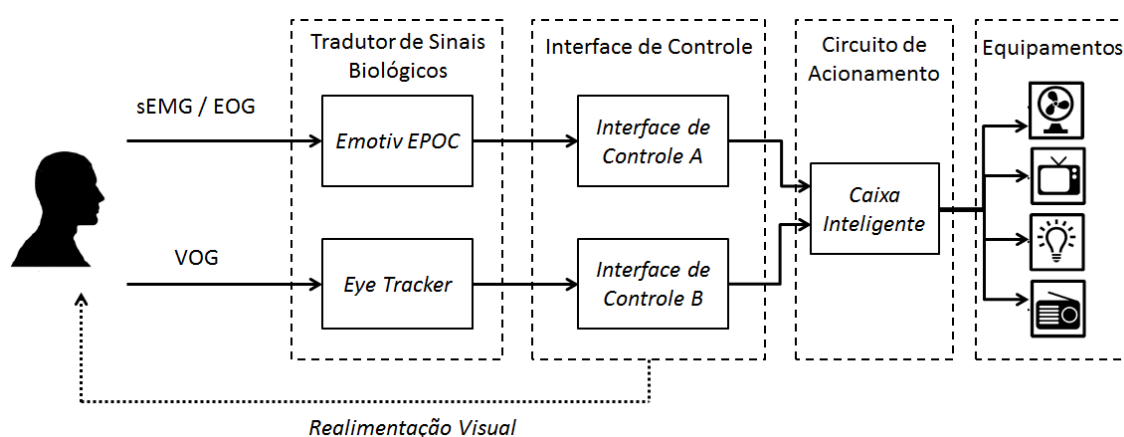 Tradutor de Sinais
Biológicos
Interface de Controle
Circuito de
Acionamento
Equipamentos
sEMG / EOG
Emotiv EPOC
Interface de
Controle A
Caixa
Inteligente
VOG
Eye Tracker
Interface de
Controle B
Realimentação Visual